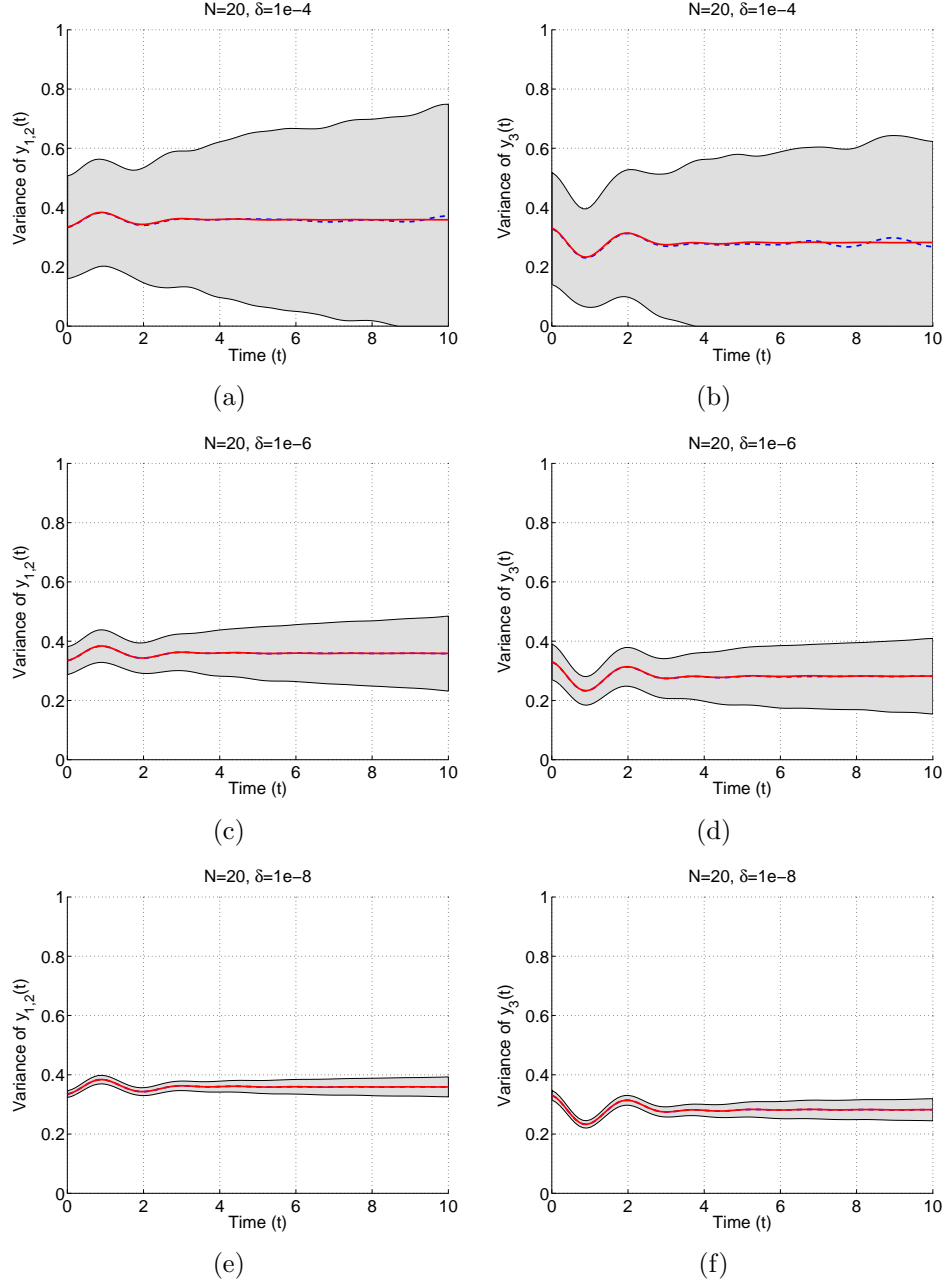 N=20, δ=1e−4
Variance of y1,2(t)
1
0.8
0.6
0.4
0.2
0
0 2 4 6 8 10
Time (t)
(a)
N=20, δ=1e−4
Variance of y3(t)
1
0.8
0.6
0.4
0.2
0
0 2 4 6 8 10
Time (t)
(b)
N=20, δ=1e−6
Variance of y1,2(t)
1
0.8
0.6
0.4
0.2
0
0 2 4 6 8 10
Time (t)
(c)
N=20, δ=1e−6
Variance of y3(t)
1
0.8
0.6
0.4
0.2
0
0 2 4 6 8 10
Time (t)
(d)
N=20, δ=1e−8
Variance of y1,2(t)
1
0.8
0.6
0.4
0.2
0
0 2 4 6 8 10
Time (t)
(e)
N=20, δ=1e−8
Variance of y3(t)
1
0.8
0.6
0.4
0.2
0
0 2 4 6 8 10
Time (t)
(f)